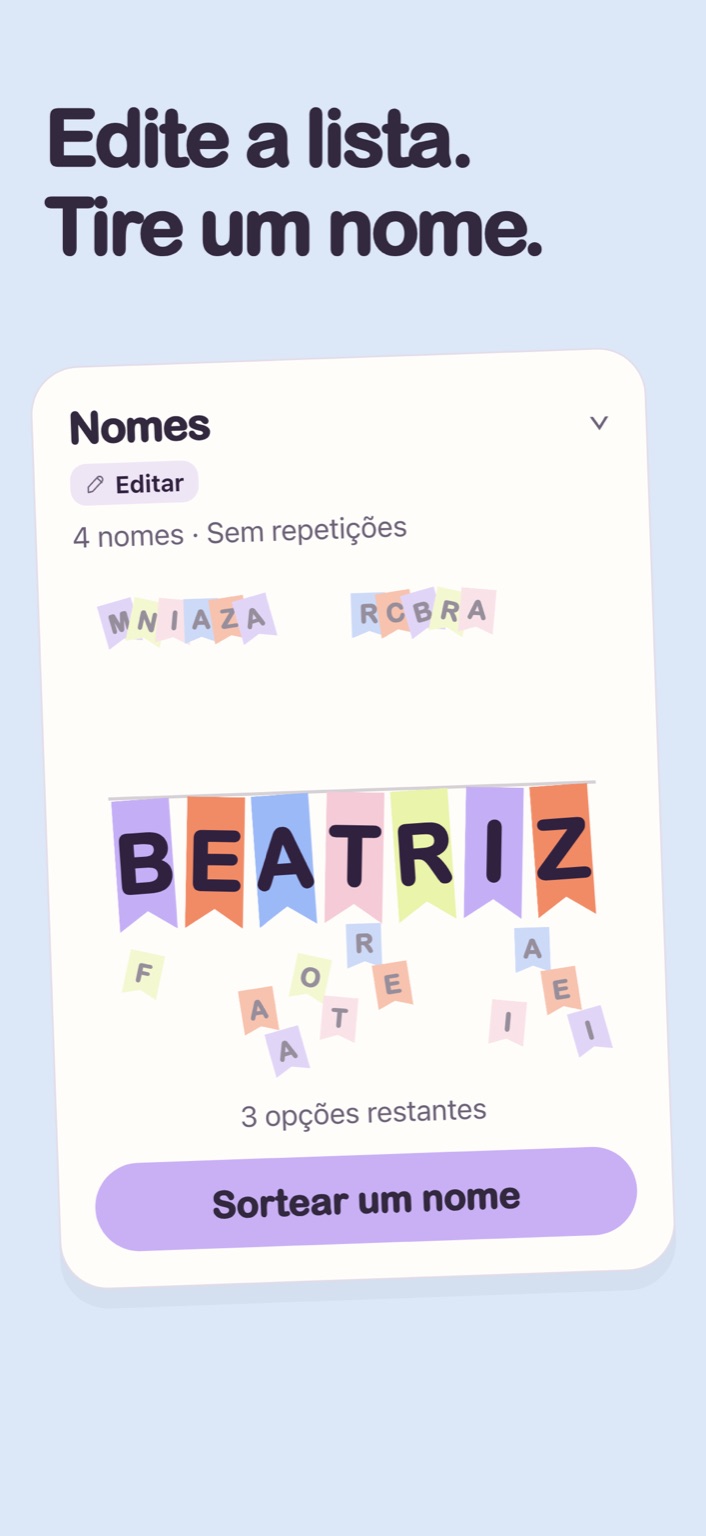 Edite a lista.
Tire um nome.
Nomes
Editar
4 nomes · Sem repetições
MNIAZA
RCBRA
BEATRIZ
R
A
F
O
E
E
A
T
I
I
A
3 opções restantes
Sortear um nome